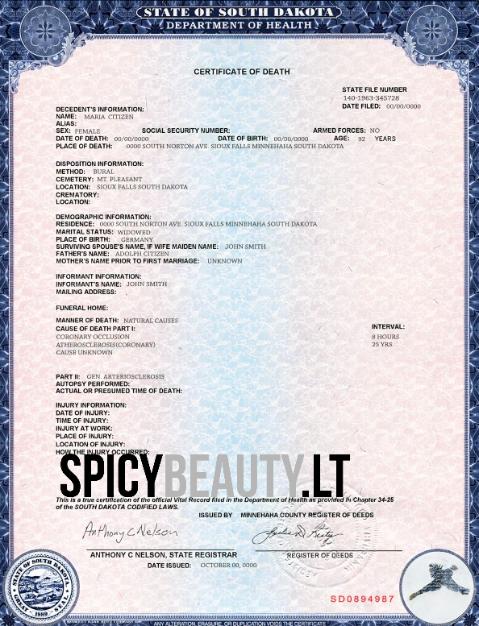 STATE OF SOUTH DAKOTA
DEPARTMENT OF HEALTH
CERTIFICATE OF DEATH
STATE FILE NUMBER
140-1963-345728
DATE FILED: 00/00/0000
DECEDENT'S INFORMATION:
NAME: MARIA CITIZEN
ALIAS:
SEX: FEMALE SOCIAL SECURITY NUMBER: ARMED FORCES: NO
DATE OF DEATH: 00/00/0000 DATE OF BIRTH: 00/00/0000 AGE: 92 YEARS
PLACE OF DEATH: 0000 SOUTH NORTON AVE. SIOUX FALLS MINNEHAHA SOUTH DAKOTA
DISPOSITION INFORMATION:
METHOD: BURAL
CEMETERY: MT. PLEASANT
LOCATION: SIOUX FALLS SOUTH DAKOTA
CREMATORY:
LOCATION:
DEMOGRAPHIC INFORMATION:
RESIDENCE: 0000 SOUTH NORTON AVE. SIOUX FALLS MINNEHAHA SOUTH DAKOTA
MARITAL STATUS: WIDOWED
PLACE OF BIRTH: GERMANY
SURVIVING SPOUSE'S NAME, IF WIFE MAIDEN NAME: JOHN SMITH
FATHER'S NAME: ADOLPH CITIZEN
MOTHER'S NAME PRIOR TO FIRST MARRIAGE: UNKNOWN
INFORMANT INFORMATION:
INFORMANT'S NAME: JOHN SMITH
MAILING ADDRESS:
FUNERAL HOME:
MANNER OF DEATH: NATURAL CAUSES
CAUSE OF DEATH PART I: INTERVAL:
CORONARY OCCLUSION 8 HOURS
ATHEROSCLEROSIS(CORONARY) 25 YRS
CAUSE UNKNOWN
PART II: GEN. ARTERIOSCLEROSIS
AUTOPSY PERFORMED:
ACTUAL OR PRESUMED TIME OF DEATH:
INJURY INFORMATION:
DATE OF INJURY:
TIME OF INJURY:
INJURY AT WORK:
PLACE OF INJURY:
LOCATION OF INJURY:
HOW THE INJURY OCCURRED:
SPICYBEAUTY.LT
This is a true certification of the official Vital Record filed in the Department of Health as provided in Chapter 34-25
of the SOUTH DAKOTA CODIFIED LAWS.
ISSUED BY MINNEHAHA COUNTY REGISTER OF DEEDS
Anthony C Nelson
ANTHONY C NELSON, STATE REGISTRAR REGISTER OF DEEDS
DATE ISSUED: OCTOBER 00, 0000
SD0894987
ANY ALTERATION, ERASURE, OR DUPLICATION VOIDS THE CERTIFICATE